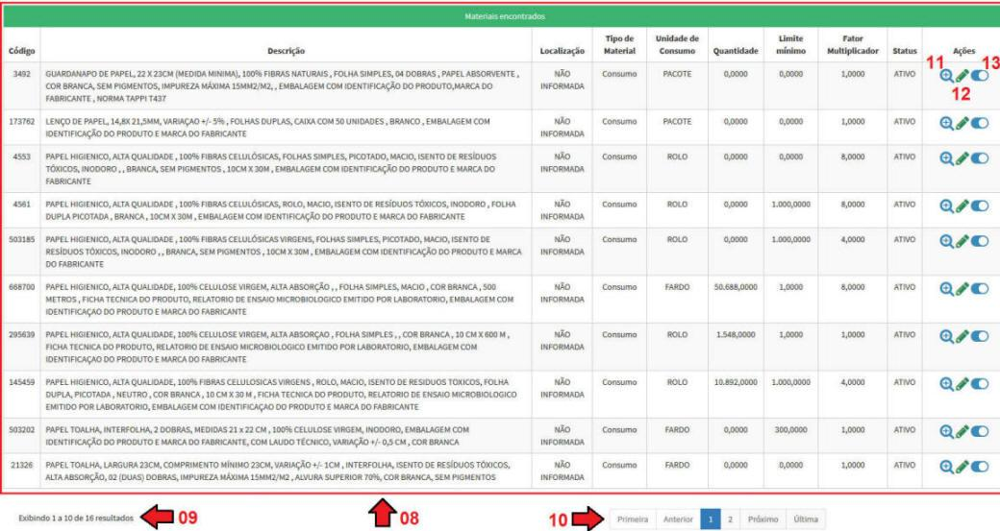 Materiais encontrados
Código Descrição Localização Tipo de Material Unidade de Consumo Quantidade Limite mínimo Fator Multiplicador Status Ações
3492 GUARDANAPO DE PAPEL, 22 X 23CM (MEDIDA MINIMA), 100% FIBRAS NATURAIS , FOLHA SIMPLES, 04 DOBRAS , PAPEL ABSORVENTE , NÃO Consumo PACOTE 0,0000 0,0000 1,0000 ATIVO 11 13
COR BRANCA, SEM PIGMENTOS, IMPUREZA MÁXIMA 15MM2/M2, , EMBALAGEM COM IDENTIFICAÇÃO DO PRODUTO,MARCA DO INFORMADA 12
FABRICANTE , NORMA TAPPI T437
173762 LENÇO DE PAPEL, 14,8X 21,5MM, VARIAÇAO +/- 5% , FOLHAS DUPLAS, CAIXA COM 50 UNIDADES , BRANCO , EMBALAGEM COM NÃO Consumo PACOTE 0,0000 0,0000 1,0000 ATIVO
IDENTIFICAÇÃO DO PRODUTO E MARCA DO FABRICANTE INFORMADA
4553 PAPEL HIGIENICO, ALTA QUALIDADE , 100% FIBRAS CELULÓSICAS, FOLHAS SIMPLES, PICOTADO, MACIO, ISENTO DE RESÍDUOS NÃO Consumo ROLO 0,0000 0,0000 8,0000 ATIVO
TÓXICOS, INODORO , , BRANCA, SEM PIGMENTOS , 10CM X 30M , EMBALAGEM COM IDENTIFICAÇÃO DO PRODUTO E MARCA DO INFORMADA
FABRICANTE
4561 PAPEL HIGIENICO, ALTA QUALIDADE , 100% FIBRAS CELULÓSICAS, ROLO, MACIO, ISENTO DE RESÍDUOS TÓXICOS, INODORO , FOLHA NÃO Consumo ROLO 0,0000 1.000,0000 8,0000 ATIVO
DUPLA PICOTADA , BRANCA , 10CM X 30M , EMBALAGEM COM IDENTIFICAÇÃO DO PRODUTO E MARCA DO FABRICANTE INFORMADA
503185 PAPEL HIGIENICO, ALTA QUALIDADE , 100% FIBRAS CELULÓSICAS VIRGENS, FOLHAS SIMPLES, PICOTADO, MACIO, ISENTO DE NÃO Consumo ROLO 0,0000 1.000,0000 4,0000 ATIVO
RESÍDUOS TÓXICOS, INODORO , , BRANCA, SEM PIGMENTOS , 10CM X 30M , EMBALAGEM COM IDENTIFICAÇÃO DO PRODUTO E MARCA INFORMADA
DO FABRICANTE
668700 PAPEL HIGIENICO, ALTA QUALIDADE, 100% CELULOSE VIRGEM, ALTA ABSORÇÃO , , FOLHA SIMPLES, MACIO , COR BRANCA , 500 NÃO Consumo FARDO 50.688,0000 1,0000 8,0000 ATIVO
METROS , FICHA TECNICA DO PRODUTO, RELATORIO DE ENSAIO MICROBIOLOGICO EMITIDO POR LABORATORIO, EMBALAGEM COM INFORMADA
IDENTIFICAÇAO DO PRODUTO E MARCA DO FABRICANTE
295639 PAPEL HIGIENICO, ALTA QUALIDADE, 100% CELULOSE VIRGEM, ALTA ABSORÇAO , FOLHA SIMPLES , , COR BRANCA , 10 CM X 600 M , NÃO Consumo ROLO 1.548,0000 1,0000 1,0000 ATIVO
FICHA TECNICA DO PRODUTO, RELATORIO DE ENSAIO MICROBIOLOGICO EMITIDO POR LABORATORIO, EMBALAGEM COM INFORMADA
IDENTIFICAÇAO DO PRODUTO E MARCA DO FABRICANTE
145459 PAPEL HIGIENICO, ALTA QUALIDADE, 100% FIBRAS CELULOSICAS VIRGENS , ROLO, MACIO, ISENTO DE RESIDUOS TOXICOS, FOLHA NÃO Consumo ROLO 10.892,0000 1.000,0000 4,0000 ATIVO
DUPLA, PICOTADA , NEUTRO , COR BRANCA , 10 CM X 30 M , FICHA TECNICA DO PRODUTO, RELATORIO DE ENSAIO MICROBIOLOGICO INFORMADA
EMITIDO POR LABORATORIO, EMBALAGEM COM IDENTIFICAÇAO DO PRODUTO E MARCA DO FABRICANTE
503202 PAPEL TOALHA, INTERFOLHA, 2 DOBRAS, MEDIDAS 21 x 22 CM , 100% CELULOSE VIRGEM, INODORO, EMBALAGEM COM NÃO Consumo FARDO 0,0000 300,0000 1,0000 ATIVO
IDENTIFICAÇÃO DO PRODUTO E MARCA DO FABRICANTE, COM LAUDO TÉCNICO, VARIAÇÃO +/- 0,5 CM , COR BRANCA INFORMADA
21326 PAPEL TOALHA, LARGURA 23CM, COMPRIMENTO MÍNIMO 23CM, VARIAÇÃO +/- 1CM , INTERFOLHA, ISENTO DE RESÍDUOS TÓXICOS, NÃO Consumo FARDO 0,0000 0,0000 1,0000 ATIVO
ALTA ABSORÇÃO, 02 (DUAS) DOBRAS, IMPUREZA MÁXIMA 15MM2/M2 , ALVURA SUPERIOR 70%, COR BRANCA, SEM PIGMENTOS INFORMADA
Exibindo 1 a 10 de 16 resultados 09 08 10 Primeira Anterior 1 2 Próximo Última